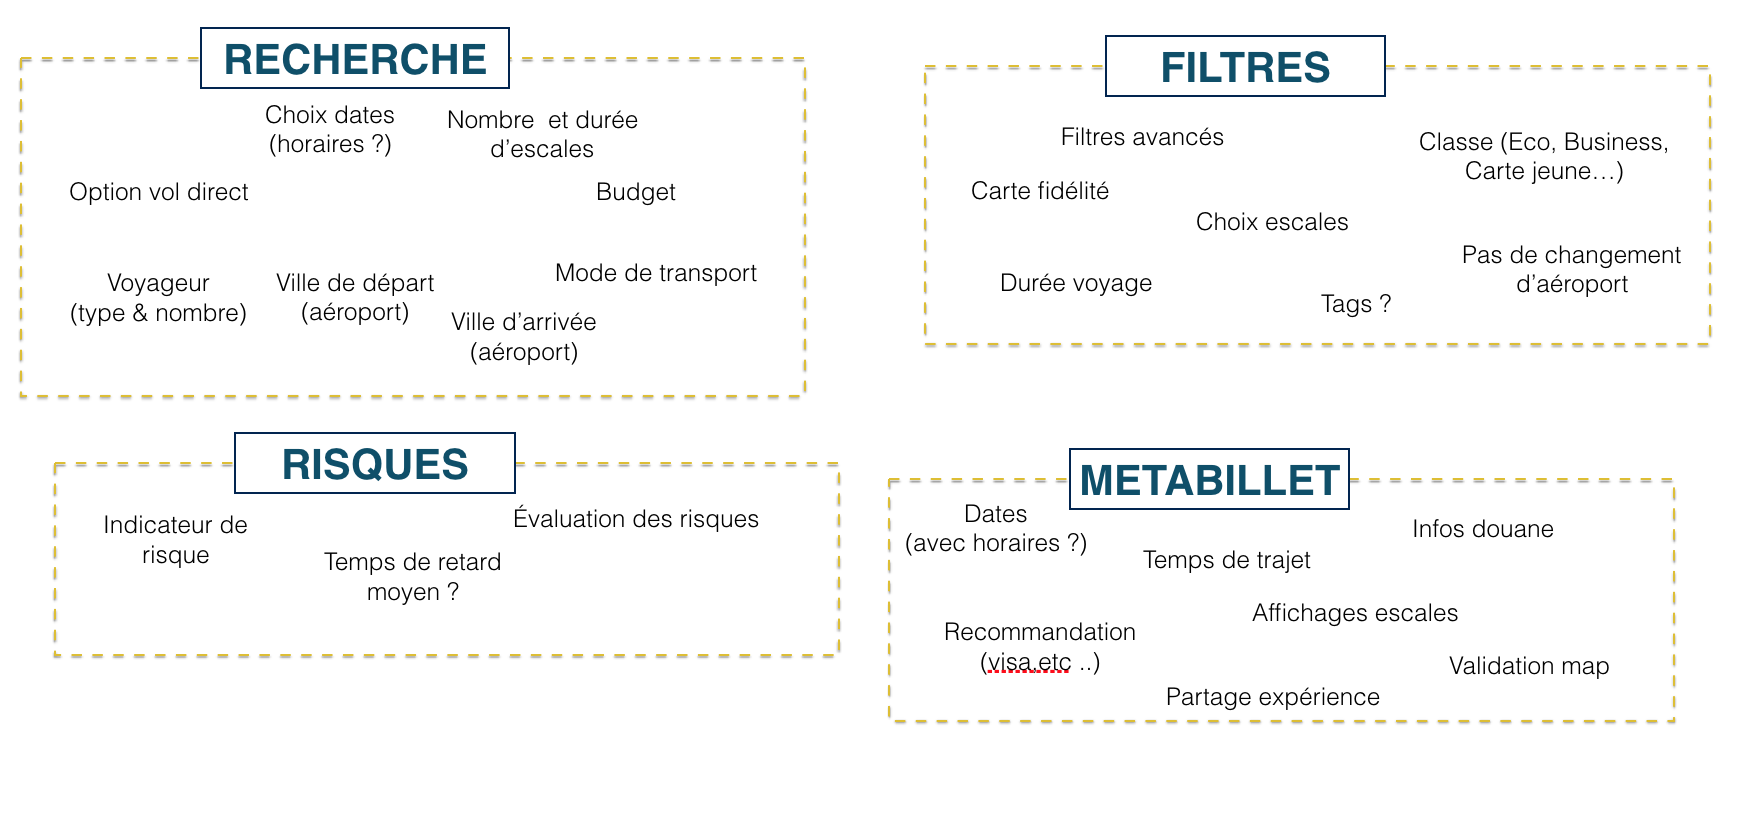 RECHERCHE
Choix dates
(horaires ?)
Nombre  et durée
d’escales
Option vol direct
Budget
Voyageur
(type & nombre)
Ville de départ
(aéroport)
Mode de transport
Ville d’arrivée
(aéroport)
FILTRES
Filtres avancés
Classe (Eco, Business,
Carte jeune…)
Carte fidélité
Choix escales
Pas de changement
d’aéroport
Durée voyage
Tags ?
RISQUES
Indicateur de
risque
Évaluation des risques
Temps de retard
moyen ?
METABILLET
Dates
(avec horaires ?)
Infos douane
Temps de trajet
Affichages escales
Recommandation
(visa,etc ..)
Validation map
Partage expérience